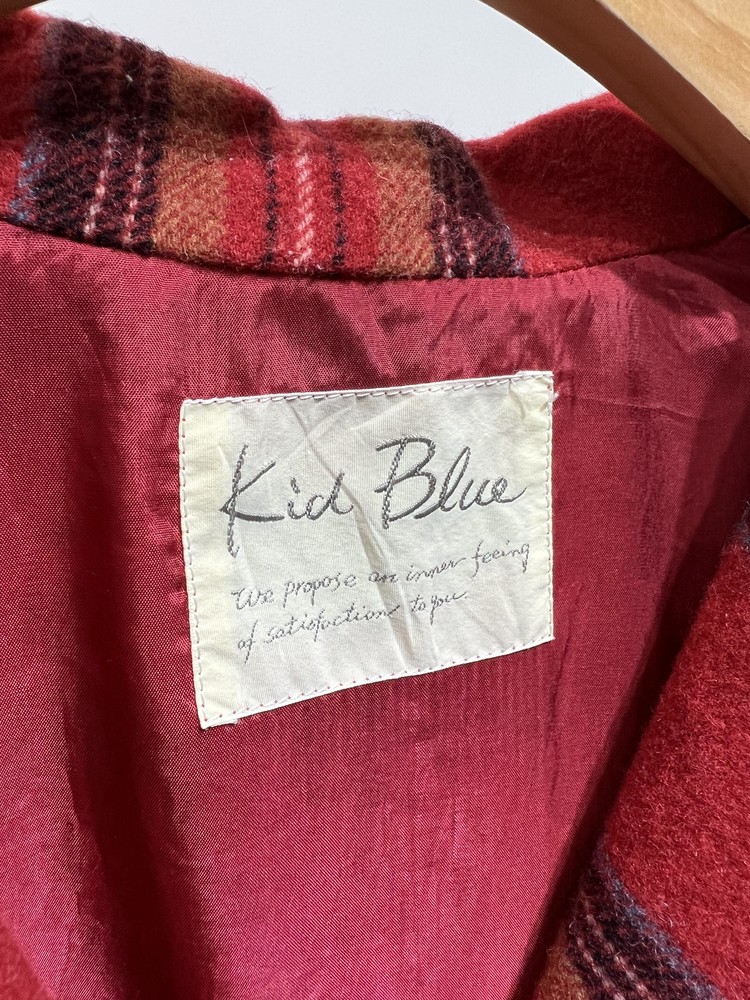 Kid Blue
We propose an inner feeing
of satisfaction to you.